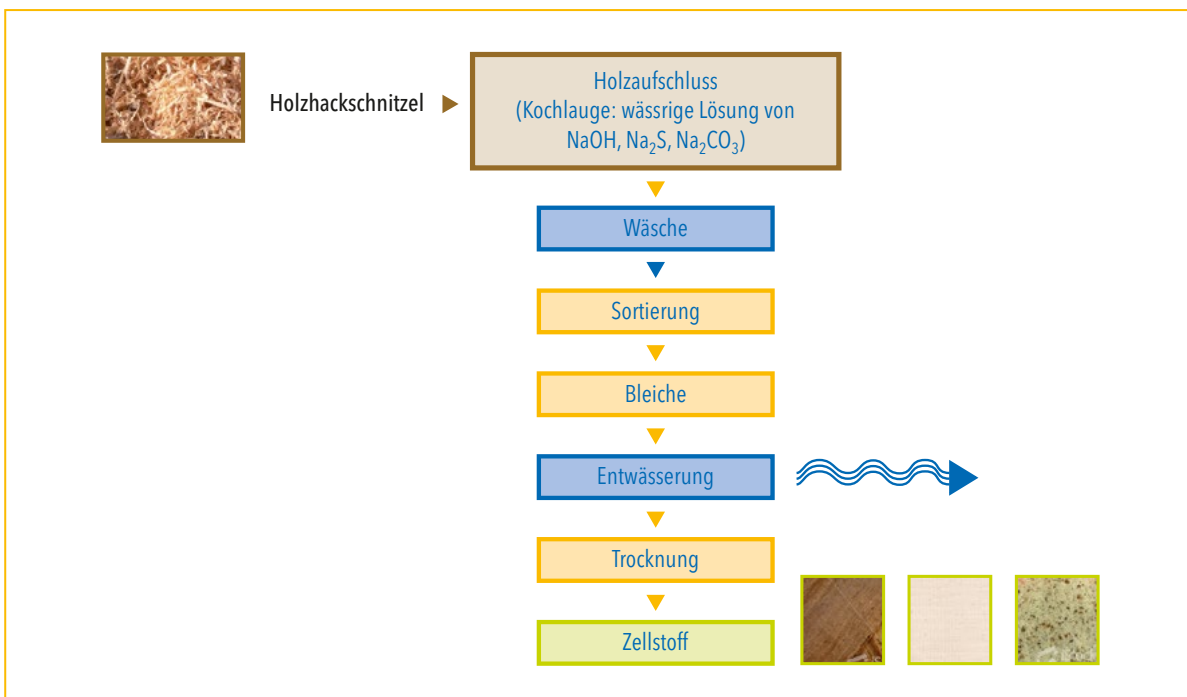 Holzhackschnitzel
Holzaufschluss
(Kochlauge: wässrige Lösung von
NaOH, Na₂S, Na₂CO₃)
Wäsche
Sortierung
Bleiche
Entwässerung
Trocknung
Zellstoff